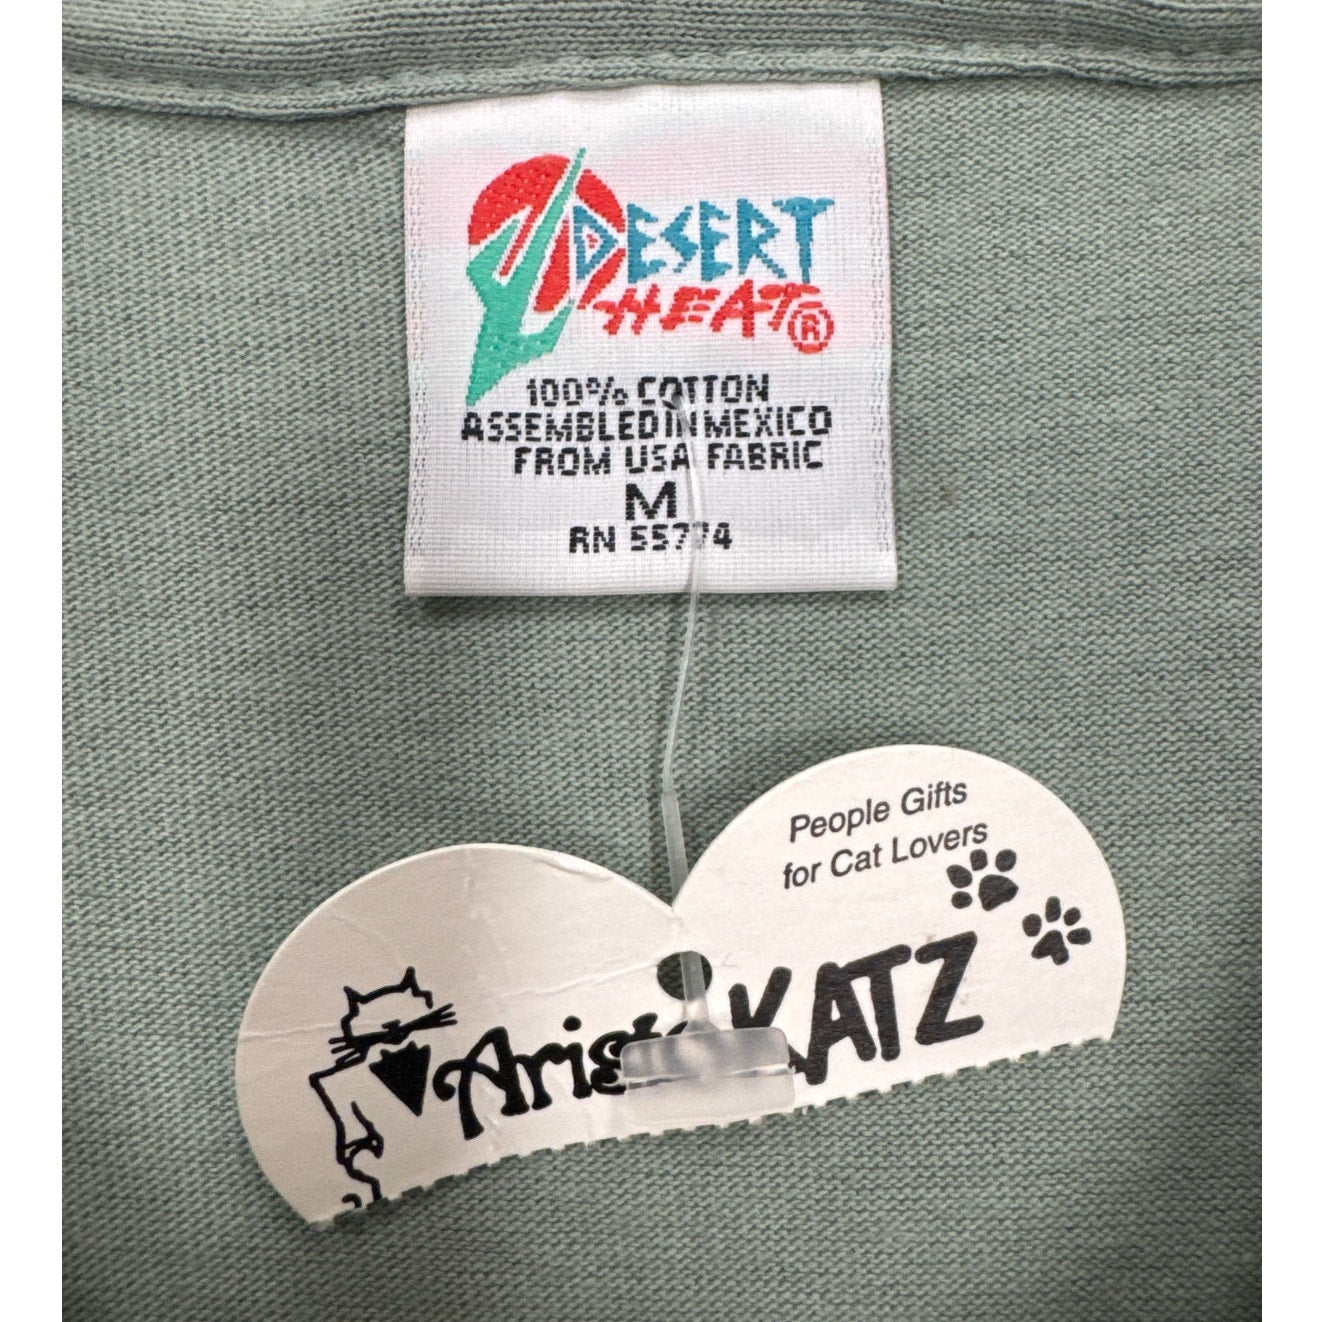 DESERT
HEAT®
100% COTTON
ASSEMBLED IN MEXICO
FROM USA FABRIC
M
RN 55774
People Gifts
for Cat Lovers
KATZ